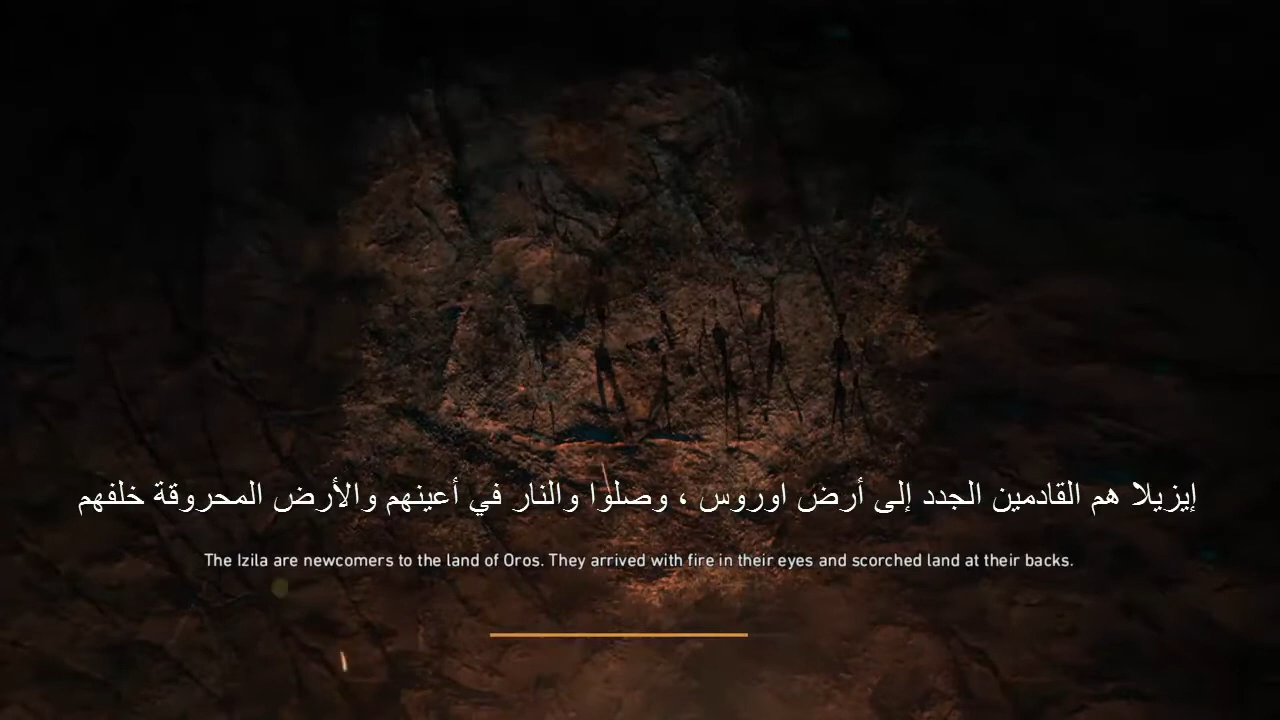 إيزيلا هم القادمين الجدد إلى أرض اوروس ، وصلوا والنار في أعينهم والأرض المحروقة خلفهم
The Izila are newcomers to the land of Oros. They arrived with fire in their eyes and scorched land at their backs.